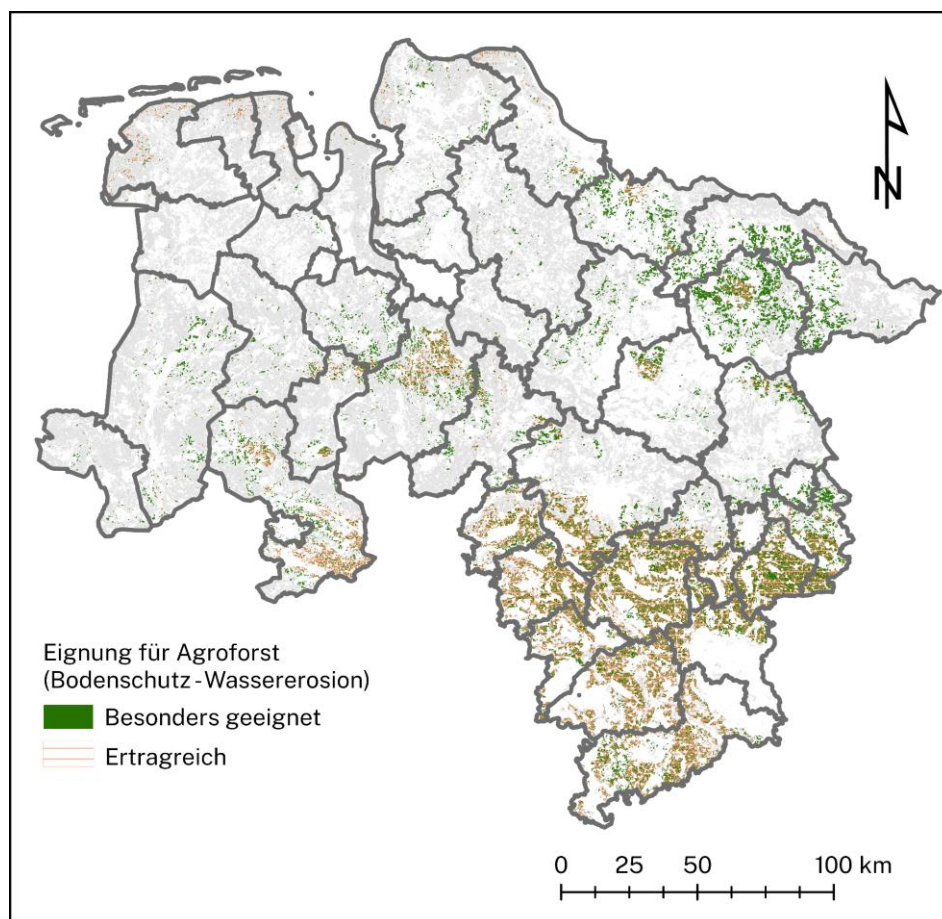 N
Eignung für Agroforst
(Bodenschutz - Wassererosion)
Besonders geeignet
Ertragreich
0 25 50 100 km